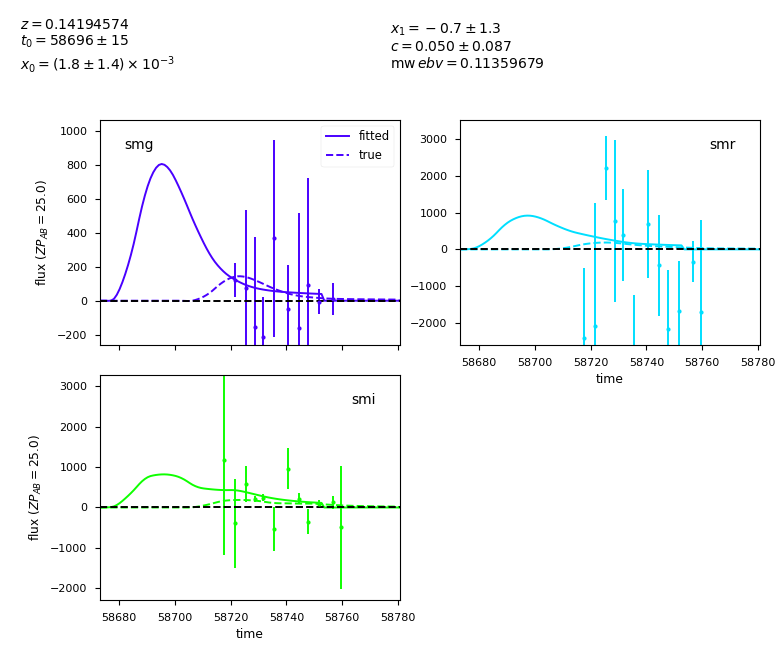 z = 0.14194574
t₀ = 58696 ± 15
x₀ = (1.8 ± 1.4) × 10⁻³
x₁ = −0.7 ± 1.3
c = 0.050 ± 0.087
mw ebv = 0.11359679
smg
fitted
true
1000
800
600
400
200
0
−200
flux (ZP_AB = 25.0)
smr
3000
2000
1000
0
−1000
−2000
58680 58700 58720 58740 58760 58780
time
smi
3000
2000
1000
0
−1000
−2000
flux (ZP_AB = 25.0)
58680 58700 58720 58740 58760 58780
time